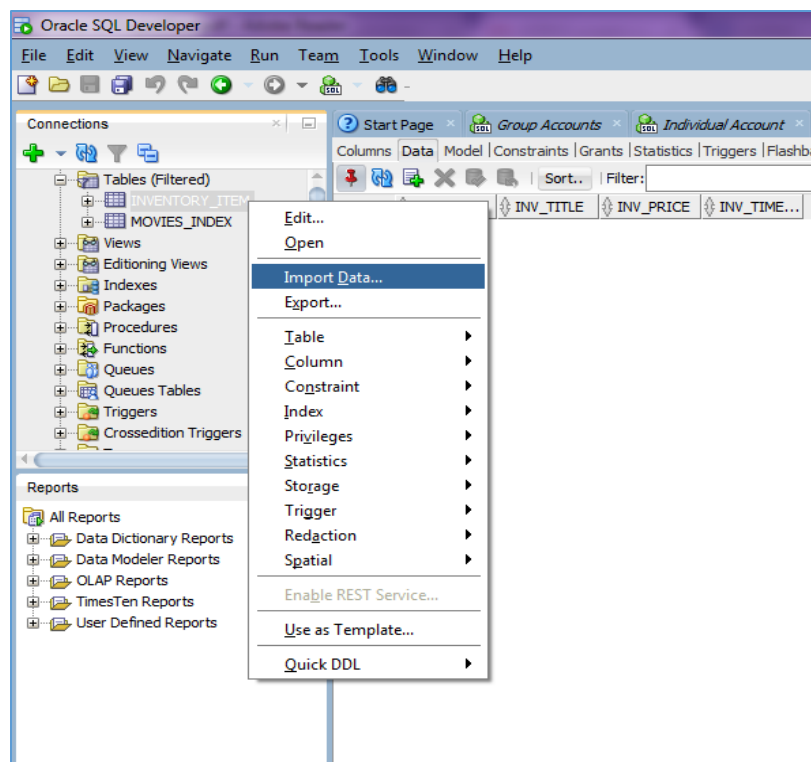 Oracle SQL Developer
File Edit View Navigate Run Team Tools Window Help
SQL
Connections
Tables (Filtered)
INVENTORY_ITEM
MOVIES_INDEX
Views
Editioning Views
Indexes
Packages
Procedures
Functions
Queues
Queues Tables
Triggers
Crossedition Triggers
Reports
All Reports
Data Dictionary Reports
Data Modeler Reports
OLAP Reports
TimesTen Reports
User Defined Reports
Start Page Group Accounts Individual Account
Columns Data Model Constraints Grants Statistics Triggers Flashba
Sort.. Filter:
INV_TITLE INV_PRICE INV_TIME...
Edit...
Open
Import Data...
Export...
Table
Column
Constraint
Index
Privileges
Statistics
Storage
Trigger
Redaction
Spatial
Enable REST Service...
Use as Template...
Quick DDL